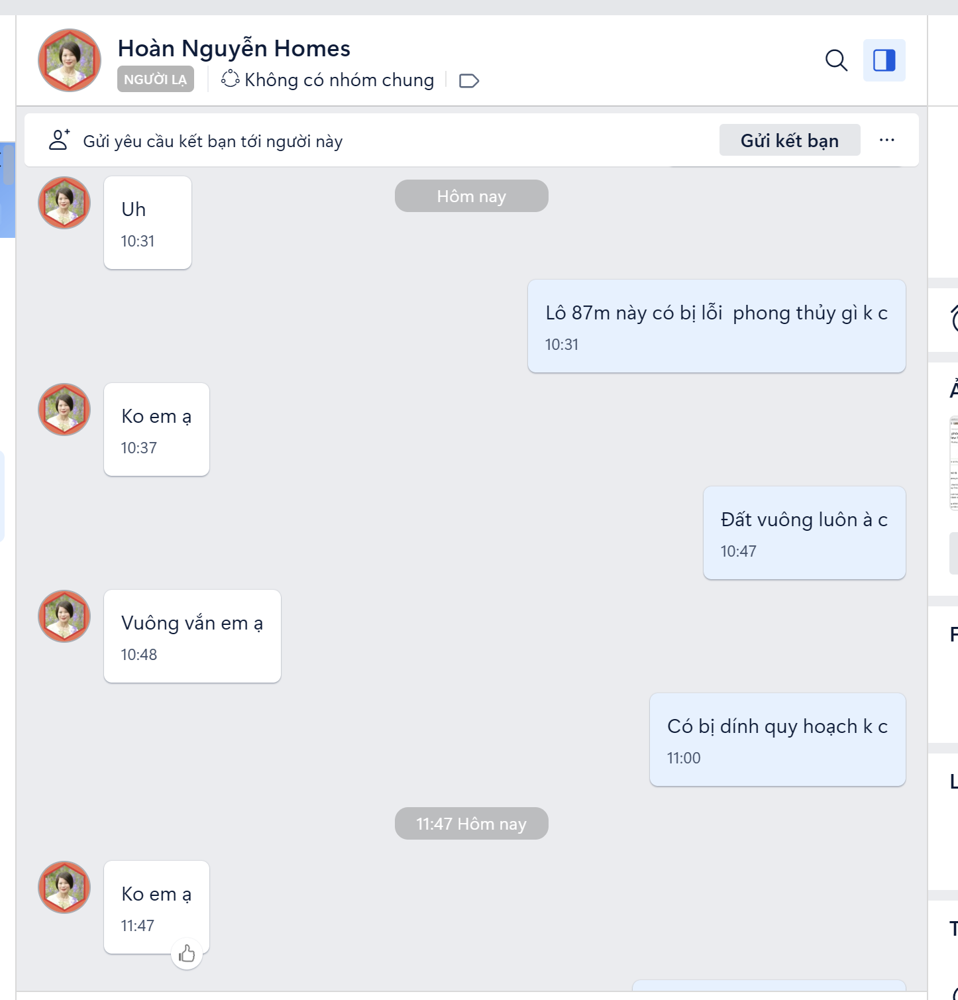 Hoàn Nguyễn Homes
NGƯỜI LẠ
Không có nhóm chung
Gửi yêu cầu kết bạn tới người này
Gửi kết bạn
Hôm nay
Uh
10:31
Lô 87m này có bị lỗi  phong thủy gì k c
10:31
Ko em ạ
10:37
Đất vuông luôn à c
10:47
Vuông vắn em ạ
10:48
Có bị dính quy hoạch k c
11:00
11:47 Hôm nay
Ko em ạ
11:47